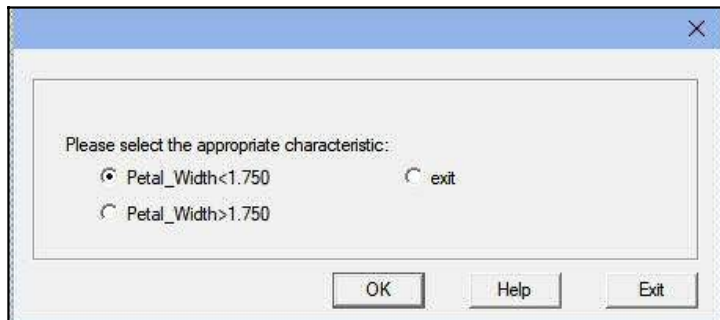 Please select the appropriate characteristic:
Petal_Width<1.750 exit
Petal_Width>1.750
OK Help Exit